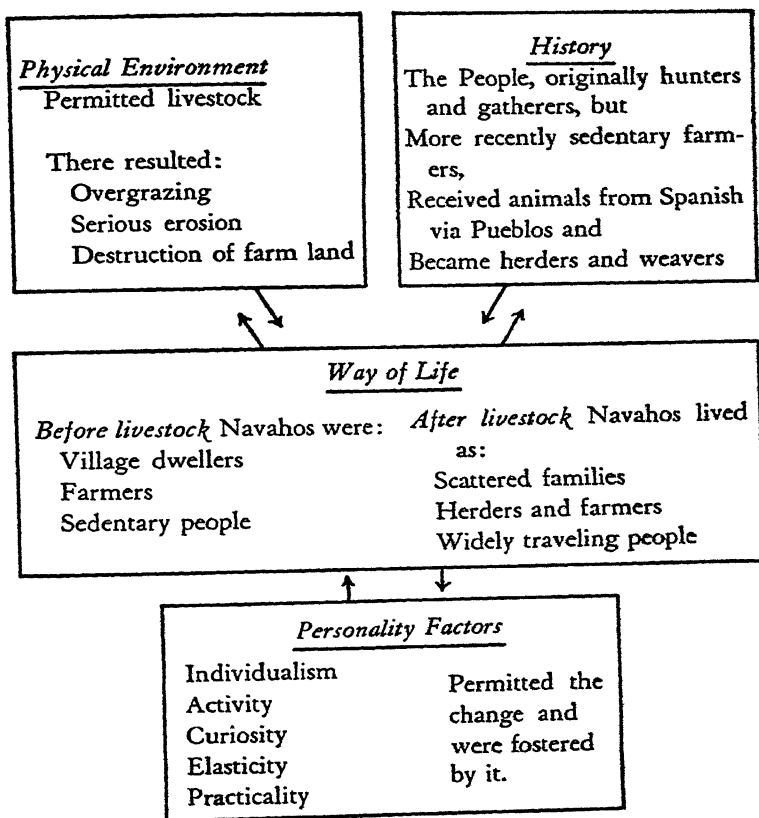 Physical Environment
Permitted livestock
There resulted:
Overgrazing
Serious erosion
Destruction of farm land
History
The People, originally hunters
and gatherers, but
More recently sedentary farm-
ers,
Received animals from Spanish
via Pueblos and
Became herders and weavers
Way of Life
Before livestock Navahos were:
Village dwellers
Farmers
Sedentary people
After livestock Navahos lived
as:
Scattered families
Herders and farmers
Widely traveling people
Personality Factors
Individualism
Activity
Curiosity
Elasticity
Practicality
Permitted the
change and
were fostered
by it.